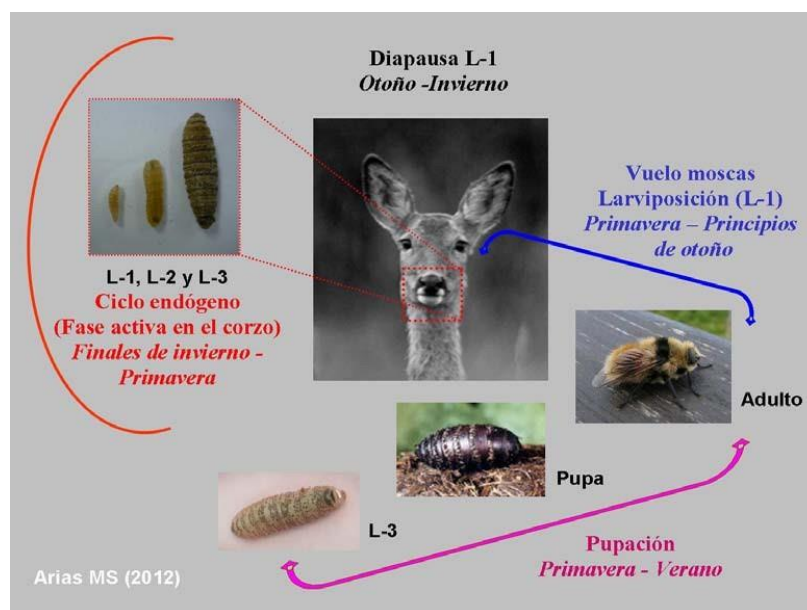 Diapausa L-1
Otoño -Invierno
Vuelo moscas
Larviposición (L-1)
Primavera – Principios
de otoño
L-1, L-2 y L-3
Ciclo endógeno
(Fase activa en el corzo)
Finales de invierno -
Primavera
Adulto
Pupa
L-3
Pupación
Primavera - Verano
Arias MS (2012)